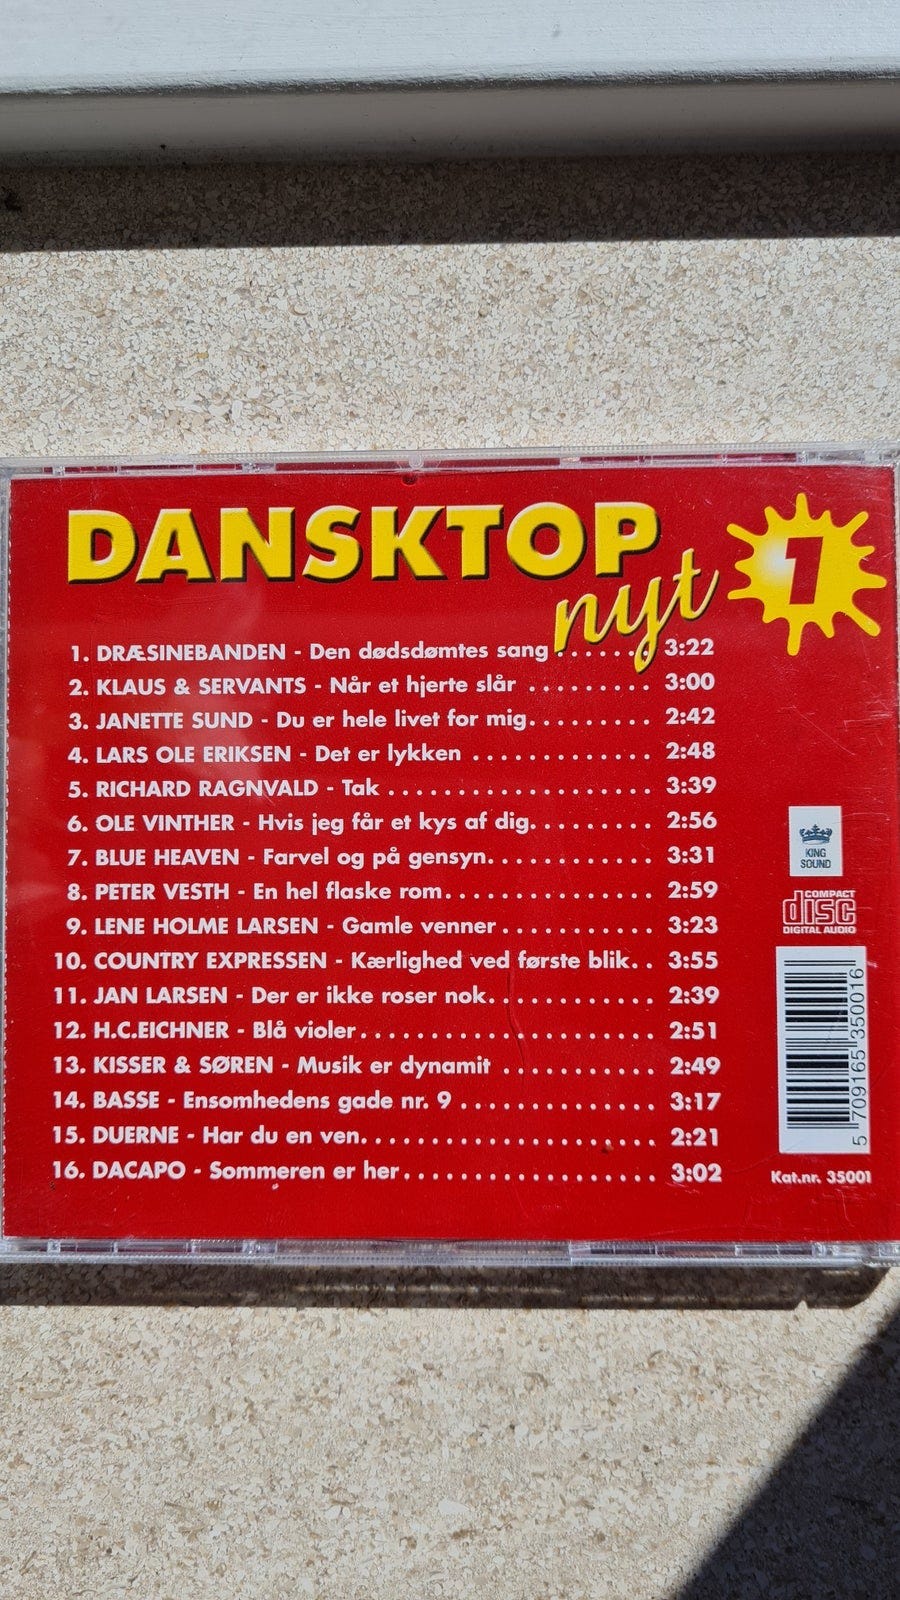 DANSKTOP
nyt
1
1. DRÆSINEBANDEN - Den dødsdømtes sang ...... 3:22
2. KLAUS & SERVANTS - Når et hjerte slår ......... 3:00
3. JANETTE SUND - Du er hele livet for mig......... 2:42
4. LARS OLE ERIKSEN - Det er lykken ............. 2:48
5. RICHARD RAGNVALD - Tak ................... 3:39
6. OLE VINTHER - Hvis jeg får et kys af dig......... 2:56
7. BLUE HEAVEN - Farvel og på gensyn............ 3:31
8. PETER VESTH - En hel flaske rom............... 2:59
9. LENE HOLME LARSEN - Gamle venner ........... 3:23
10. COUNTRY EXPRESSEN - Kærlighed ved første blik.. 3:55
11. JAN LARSEN - Der er ikke roser nok............ 2:39
12. H.C.EICHNER - Blå violer..................... 2:51
13. KISSER & SØREN - Musik er dynamit ........... 2:49
14. BASSE - Ensomhedens gade nr. 9 .............. 3:17
15. DUERNE - Har du en ven..................... 2:21
16. DACAPO - Sommeren er her.................. 3:02
KING
SOUND
COMPACT
disc
DIGITAL AUDIO
5 709165 350016
Kat.nr. 35001